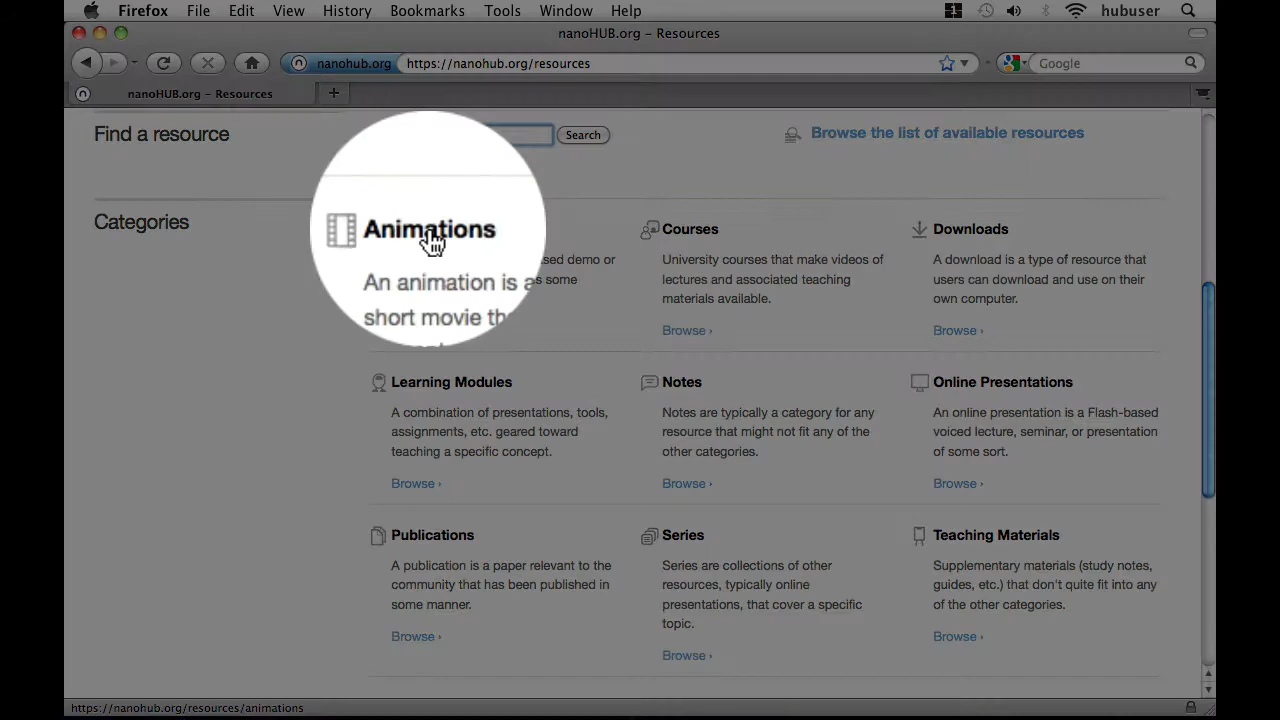 Firefox File Edit View History Bookmarks Tools Window Help hubuser
nanoHUB.org – Resources
nanohub.org https://nanohub.org/resources Google
nanoHUB.org – Resources
Find a resource
Search
Browse the list of available resources
Categories
Animations
An animation is a
short movie th
sed demo or
s some
Courses
University courses that make videos of
lectures and associated teaching
materials available.
Browse ›
Downloads
A download is a type of resource that
users can download and use on their
own computer.
Browse ›
Learning Modules
A combination of presentations, tools,
assignments, etc. geared toward
teaching a specific concept.
Browse ›
Notes
Notes are typically a category for any
resource that might not fit any of the
other categories.
Browse ›
Online Presentations
An online presentation is a Flash-based
voiced lecture, seminar, or presentation
of some sort.
Browse ›
Publications
A publication is a paper relevant to the
community that has been published in
some manner.
Browse ›
Series
Series are collections of other
resources, typically online
presentations, that cover a specific
topic.
Browse ›
Teaching Materials
Supplementary materials (study notes,
guides, etc.) that don't quite fit into any
of the other categories.
Browse ›
https://nanohub.org/resources/animations